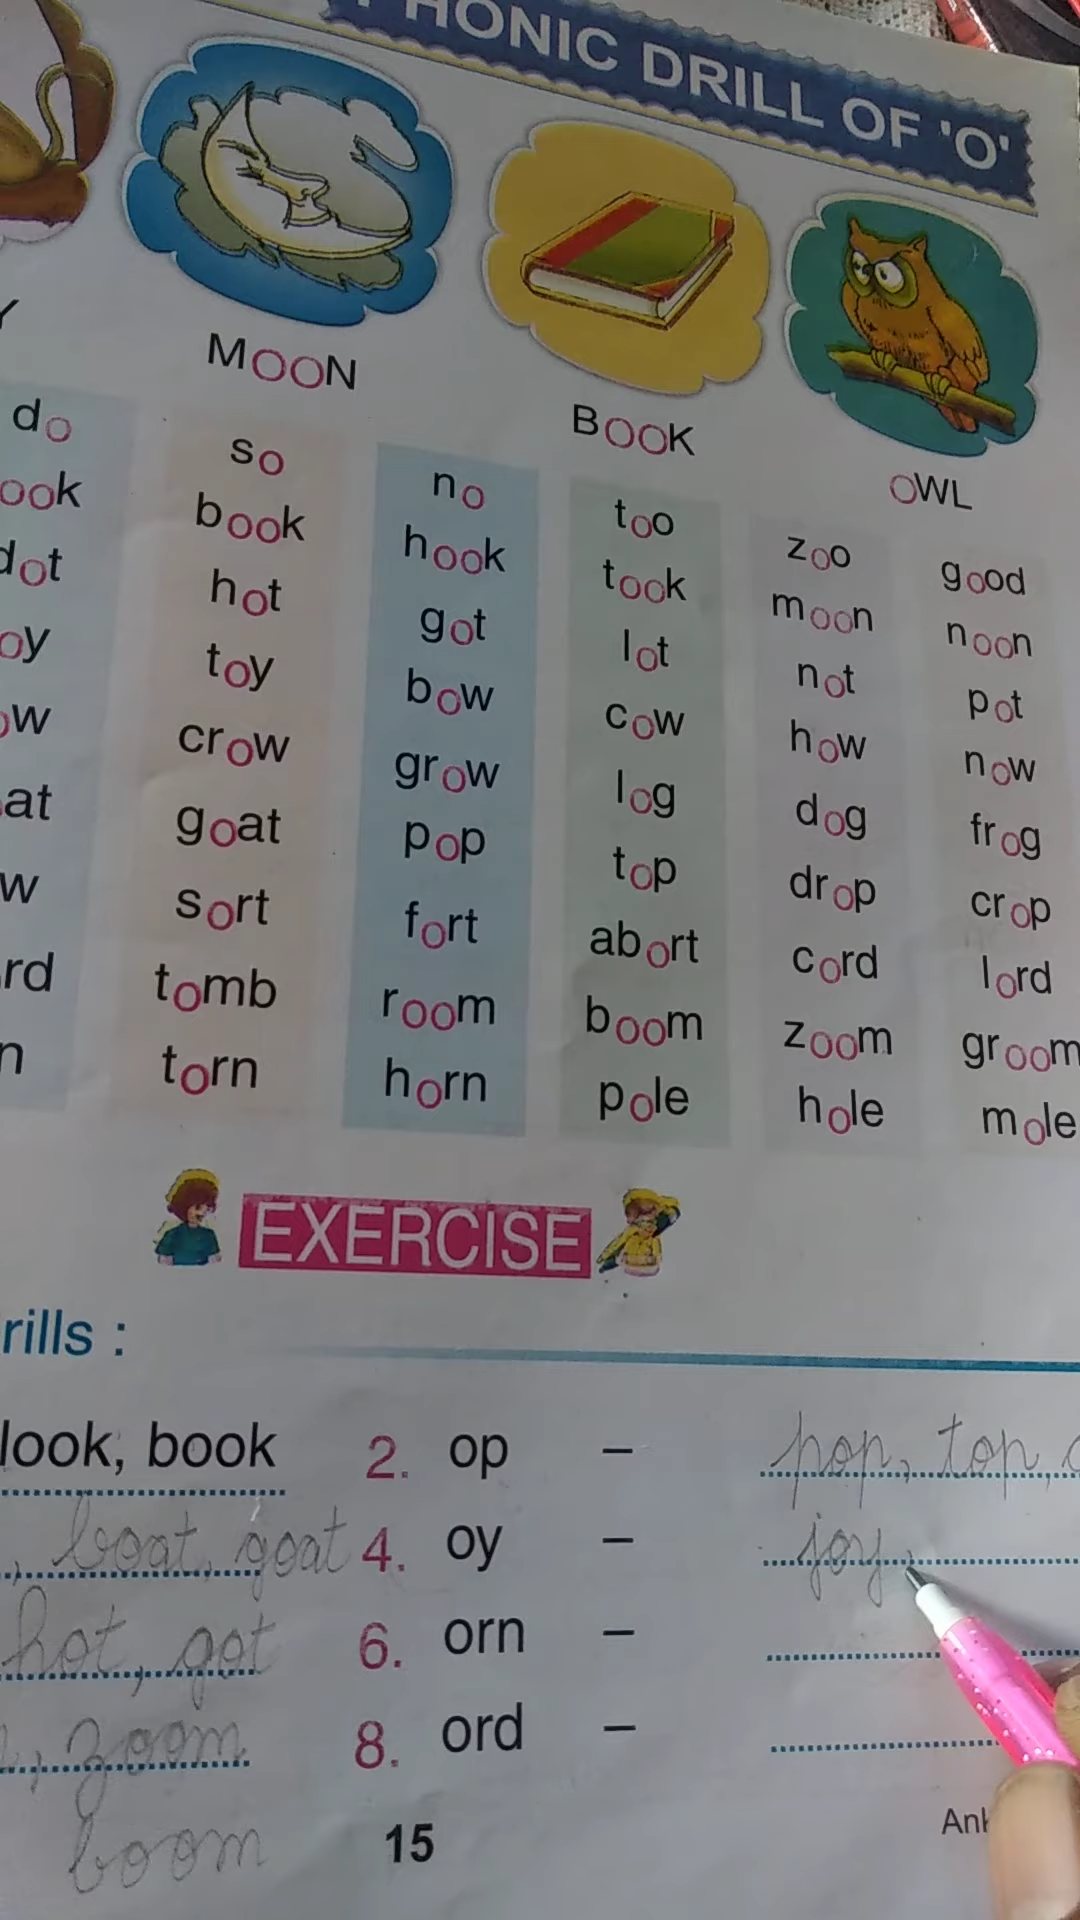 PHONIC DRILL OF 'O'
MOON
BOOK
OWL
do so no too zoo good
ook book hook took moon noon
dot hot got lot not pot
oy toy bow cow how now
ow crow grow log dog frog
at goat pop top drop crop
w sort fort abort cord lord
rd tomb room boom zoom groom
n torn horn pole hole mole
EXERCISE
rills :
look, book 2. op – pop, top,
, boat, goat 4. oy – joy,
hot, got 6. orn –
, zoom 8. ord –
boom
15
Ank